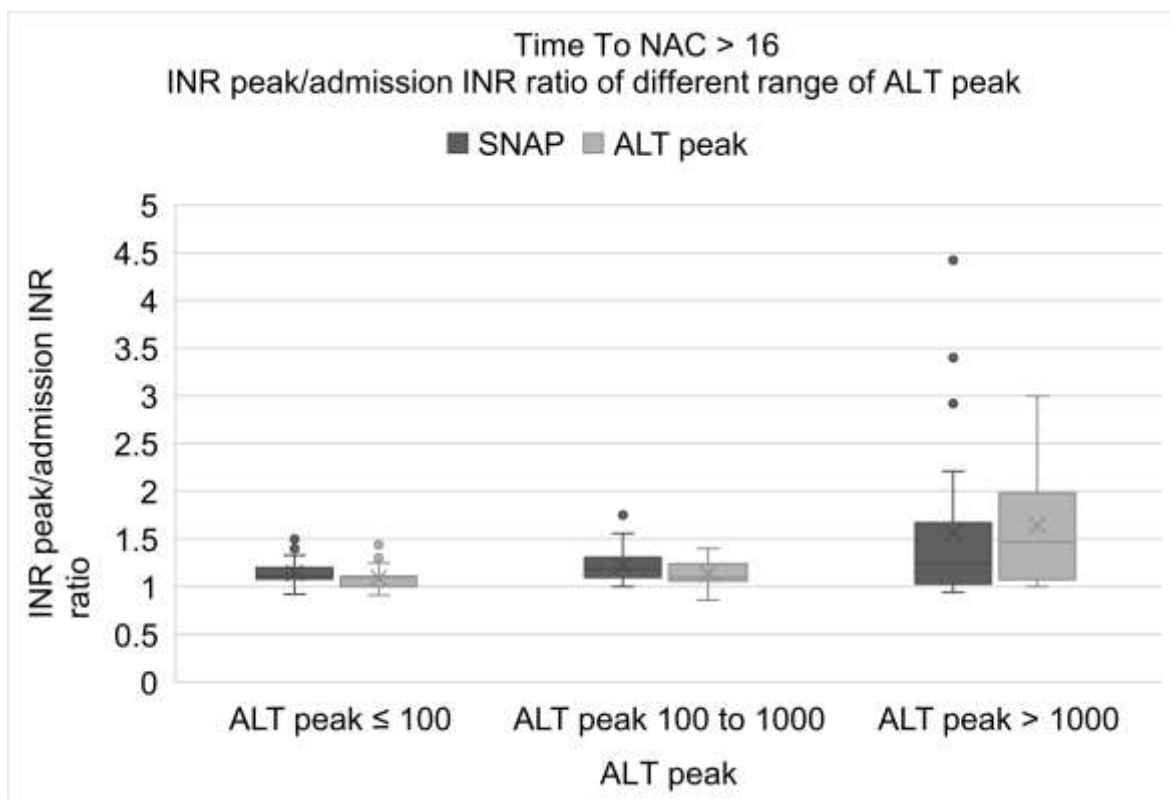 Time To NAC > 16
INR peak/admission INR ratio of different range of ALT peak
SNAP ALT peak
INR peak/admission INR
ratio
5
4.5
4
3.5
3
2.5
2
1.5
1
0.5
0
ALT peak ≤ 100 ALT peak 100 to 1000 ALT peak > 1000
ALT peak